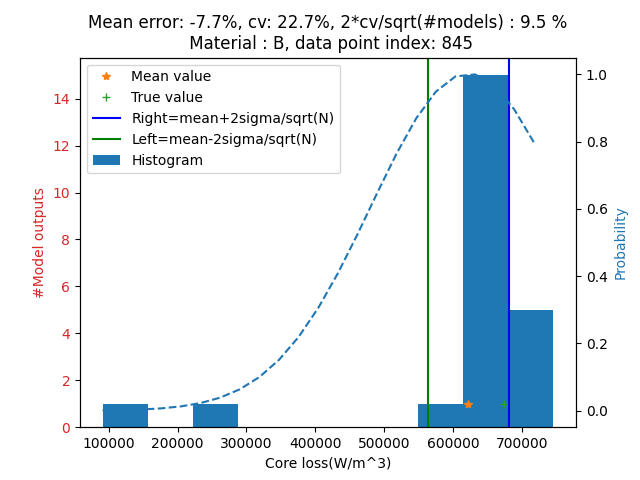 Mean error: -7.7%, cv: 22.7%, 2*cv/sqrt(#models) : 9.5 %
Material : B, data point index: 845
Mean value
True value
Right=mean+2sigma/sqrt(N)
Left=mean-2sigma/sqrt(N)
Histogram
#Model outputs
14
12
10
8
6
4
2
0
1.0
0.8
0.6
0.4
0.2
0.0
Probability
100000 200000 300000 400000 500000 600000 700000
Core loss(W/m^3)